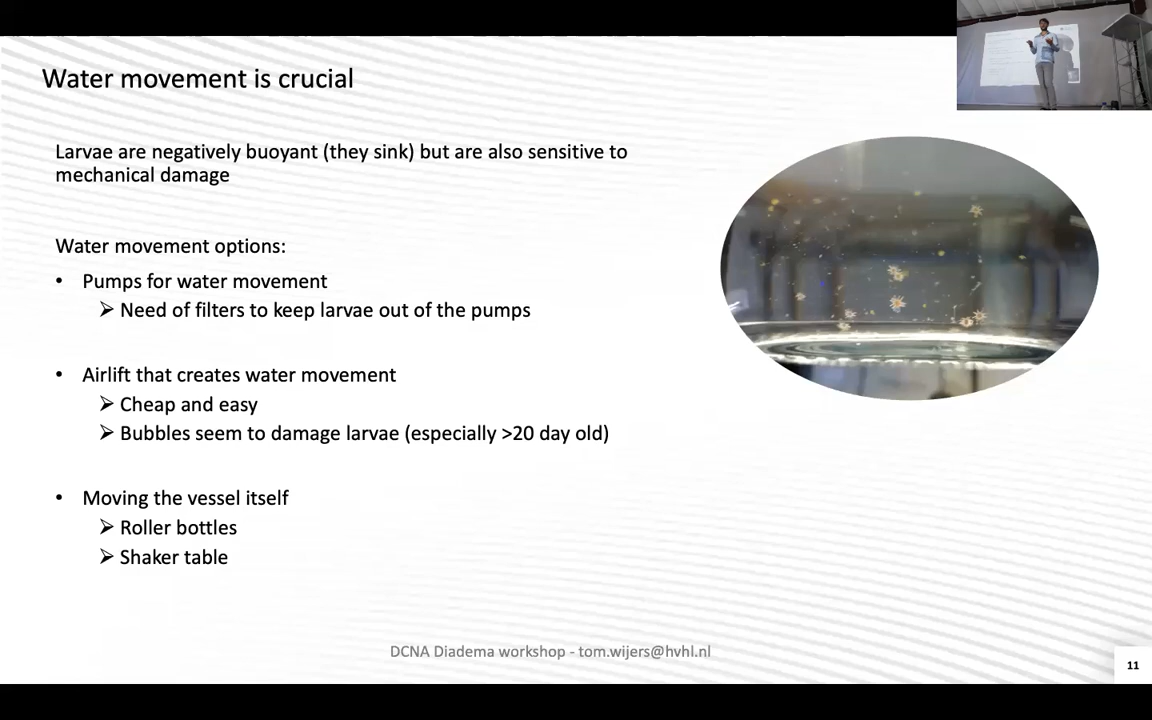 Water movement is crucial
Larvae are negatively buoyant (they sink) but are also sensitive to
mechanical damage
Water movement options:
• Pumps for water movement
➢ Need of filters to keep larvae out of the pumps
• Airlift that creates water movement
➢ Cheap and easy
➢ Bubbles seem to damage larvae (especially >20 day old)
• Moving the vessel itself
➢ Roller bottles
➢ Shaker table
DCNA Diadema workshop - tom.wijers@hvhl.nl
11